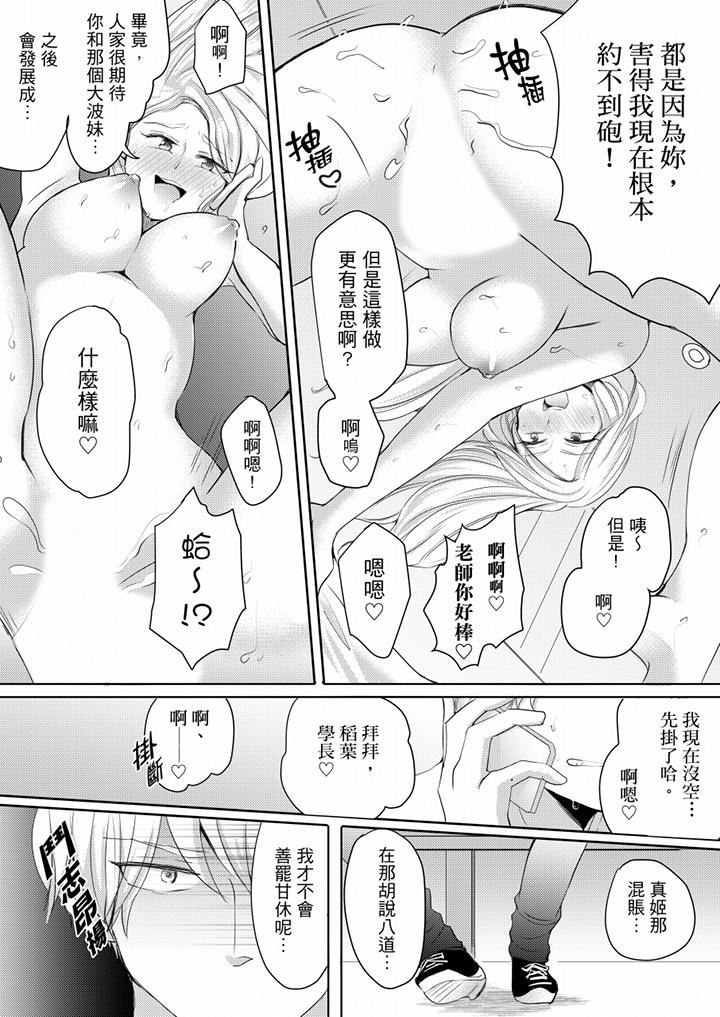 都是因為妳，
害得我現在根本
約不到砲！
抽插
抽插♡
但是這樣做
更有意思啊？
啊嗚♡
咦～
但是！
啊♡
啊啊啊♡
老師你好棒♡
嗯嗯♡
啊！
畢竟，
人家很期待
你和那個大波妹…
之後
會發展成…
什麼樣嘛♡
啊啊嗯！
蛤～!?
我現在沒空…
先掛了哈。
啊嗯♡
拜拜，
稻葉
學長♡
啊、
啊♡
掛斷
真姬那
混賬…
在那胡說八道…
我才不會
善罷甘休呢…
鬥志昂揚